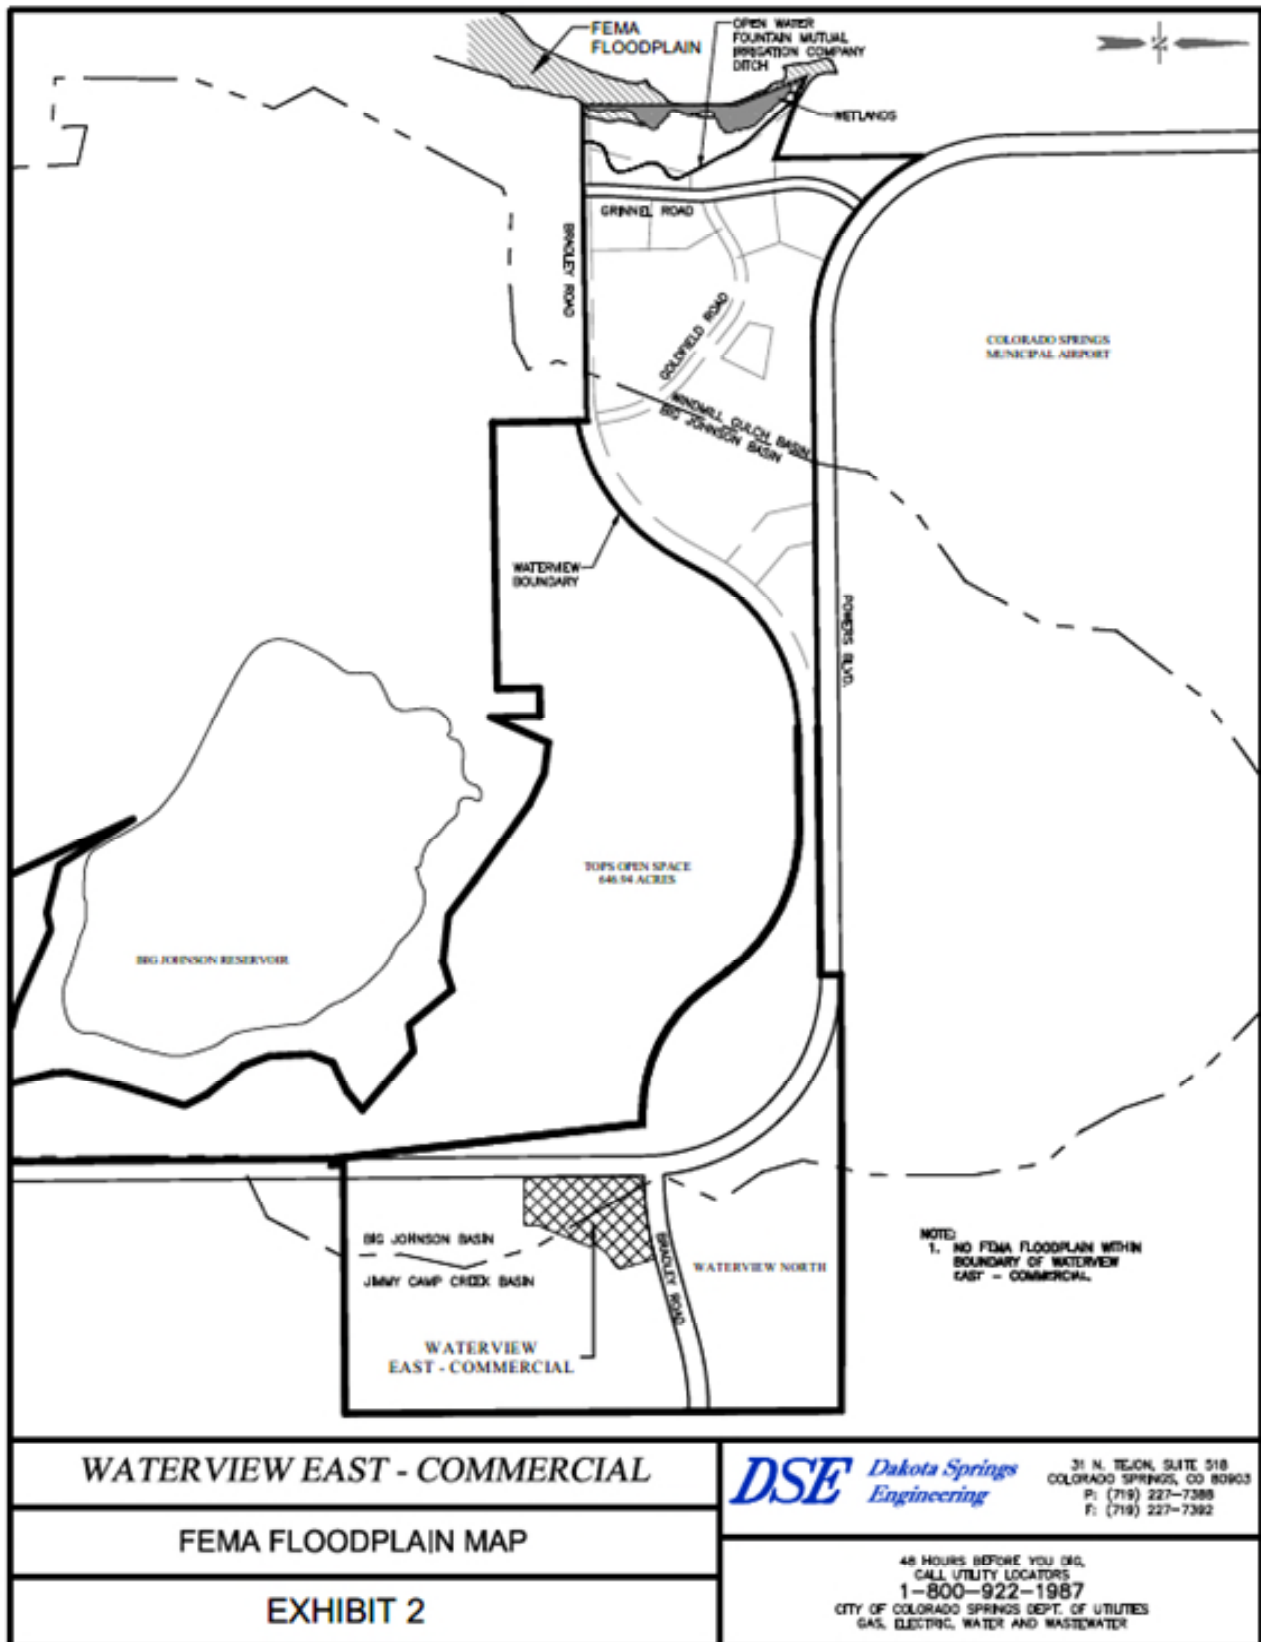 FEMA
FLOODPLAIN
OPEN WATER
FOUNTAIN MUTUAL
IRRIGATION COMPANY
DITCH
N
WETLANDS
GRINNEL ROAD
BRADLEY ROAD
GOLDFIELD ROAD
COLORADO SPRINGS
MUNICIPAL AIRPORT
WINDMILL GULCH BASIN
BIG JOHNSON BASIN
WATERVIEW
BOUNDARY
POWERS BLVD.
TOPS OPEN SPACE
646.94 ACRES
BIG JOHNSON RESERVOIR
BIG JOHNSON BASIN
JIMMY CAMP CREEK BASIN
BRADLEY ROAD
WATERVIEW NORTH
NOTE:
1. NO FEMA FLOODPLAIN WITHIN
BOUNDARY OF WATERVIEW
EAST - COMMERCIAL.
WATERVIEW
EAST - COMMERCIAL
WATERVIEW EAST - COMMERCIAL
FEMA FLOODPLAIN MAP
EXHIBIT 2
DSE Dakota Springs
Engineering
31 N. TEJON, SUITE 518
COLORADO SPRINGS, CO 80903
P: (719) 227-7388
F: (719) 227-7392
48 HOURS BEFORE YOU DIG,
CALL UTILITY LOCATORS
1-800-922-1987
CITY OF COLORADO SPRINGS DEPT. OF UTILITIES
GAS, ELECTRIC, WATER AND WASTEWATER